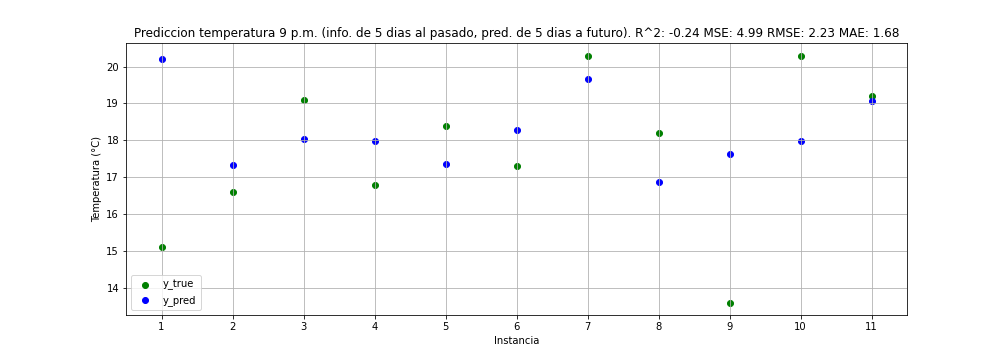 Prediccion temperatura 9 p.m. (info. de 5 dias al pasado, pred. de 5 dias a futuro). R^2: -0.24 MSE: 4.99 RMSE: 2.23 MAE: 1.68
20
19
18
17
16
15
14
Temperatura (°C)
y_true
y_pred
1 2 3 4 5 6 7 8 9 10 11
Instancia